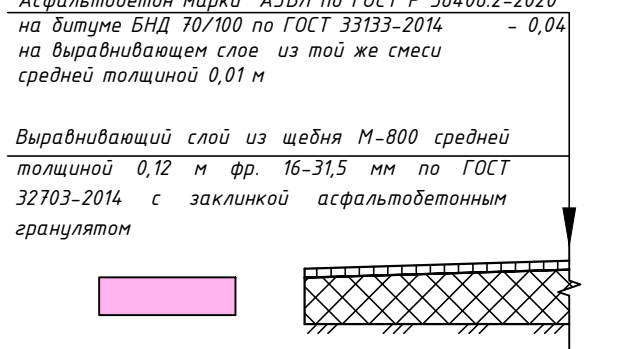 Асфальтобетон марки А5ВЛ по ГОСТ Р 58406.2-2020
на битуме БНД 70/100 по ГОСТ 33133-2014 - 0,04
на выравнивающем слое из той же смеси
средней толщиной 0,01 м
Выравнивающий слой из щебня М-800 средней
толщиной 0,12 м фр. 16-31,5 мм по ГОСТ
32703-2014 с заклинкой асфальтобетонным
гранулятом